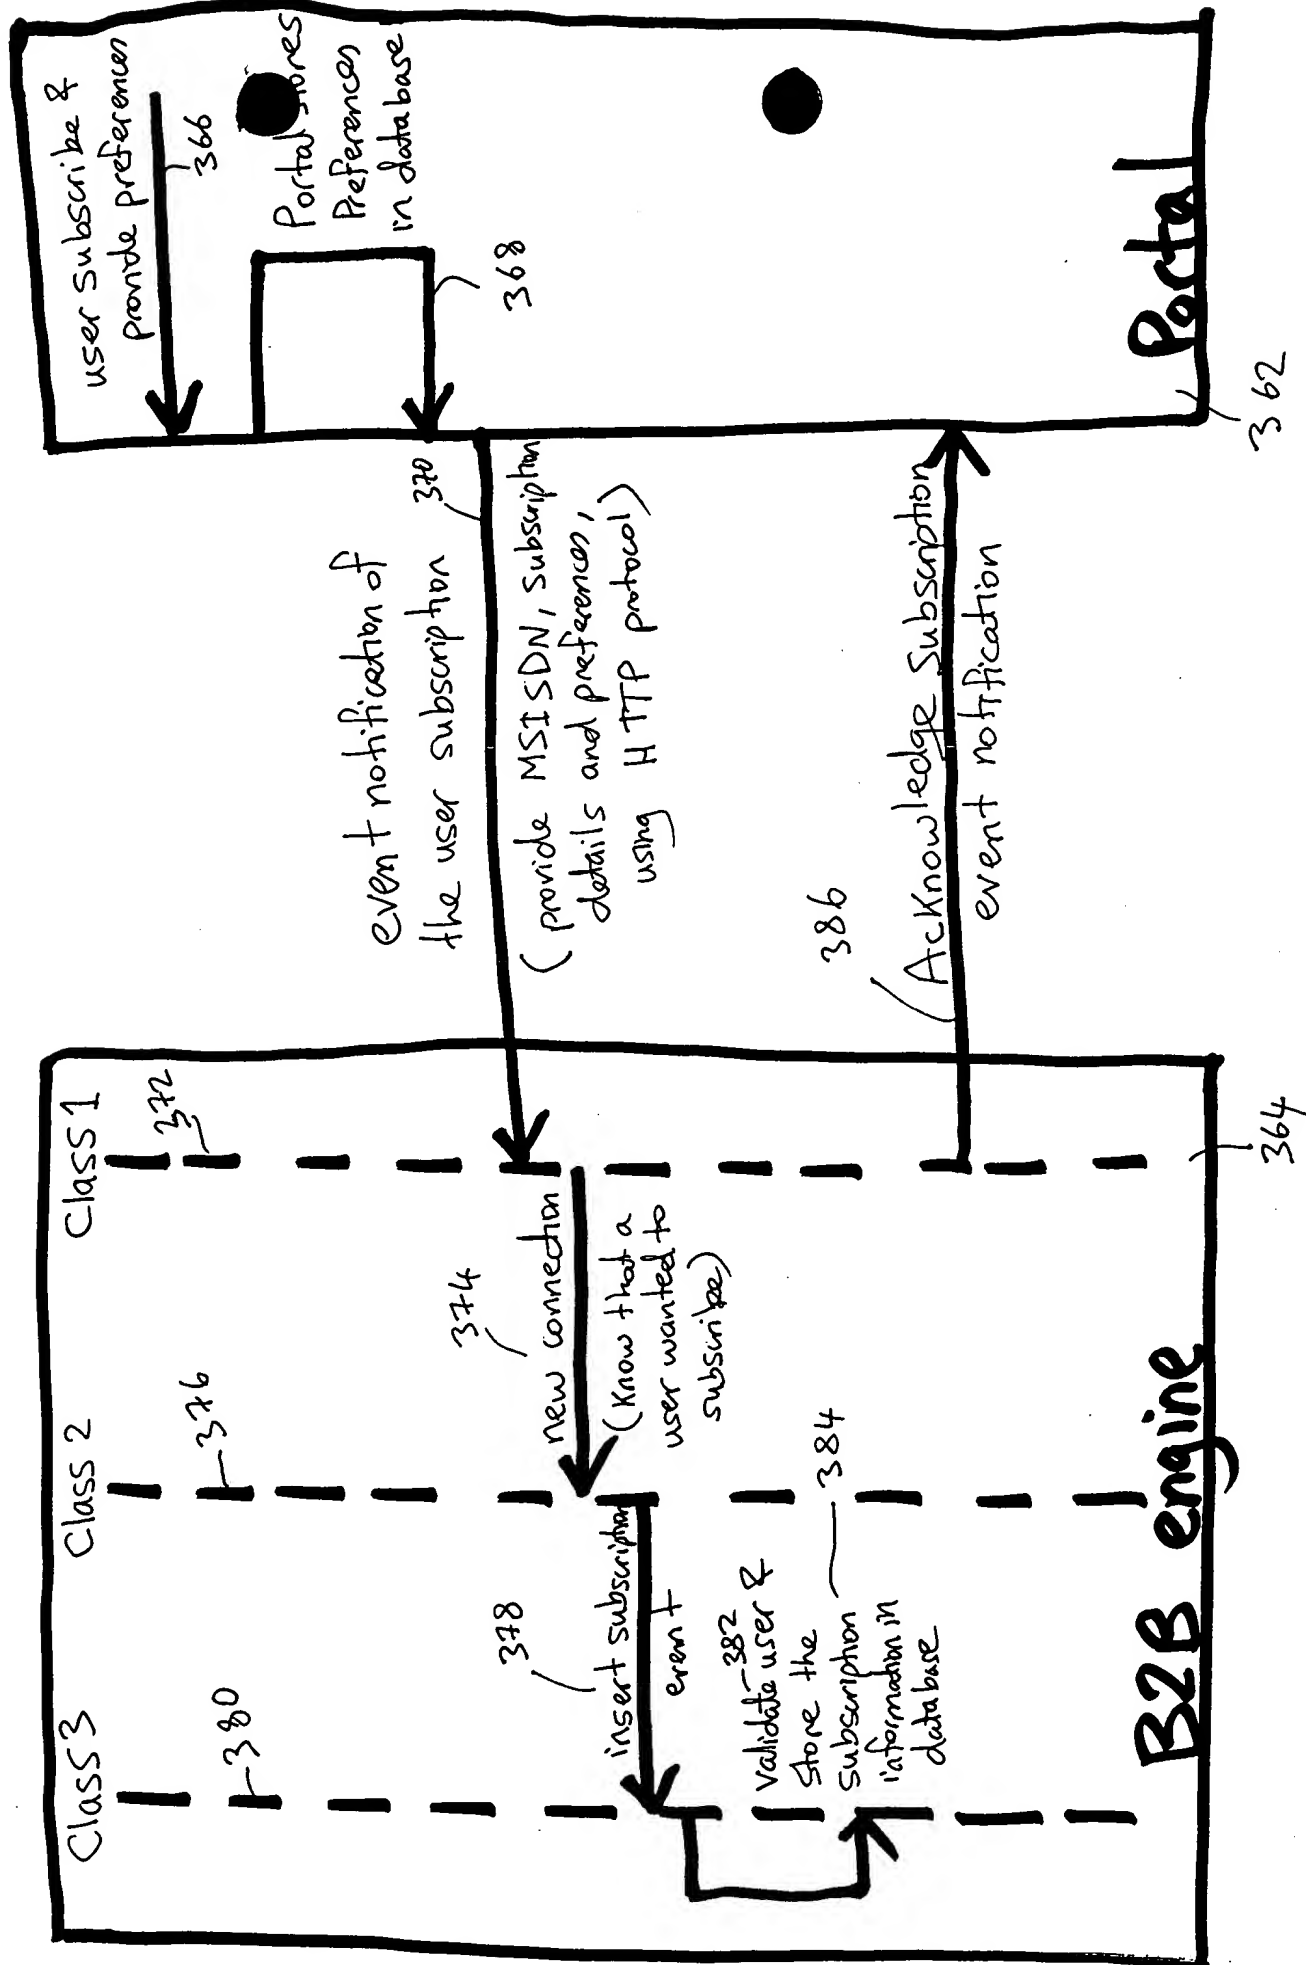 Class 3
380
Class 2
376
Class 1
372
user subscribe &
provide preferences
366
Portal stores
Preferences
in database
368
event notification of
the user subscription
370
(provide MSISDN, subscription
details and preferences,
using HTTP protocol)
374
new connection
(Know that a
user wanted to
subscribe)
378
insert subscription
event
382
validate user &
Store the
Subscription
384
information in
database
386
Acknowledge Subscription
event notification
B2B engine
364
Portal
362